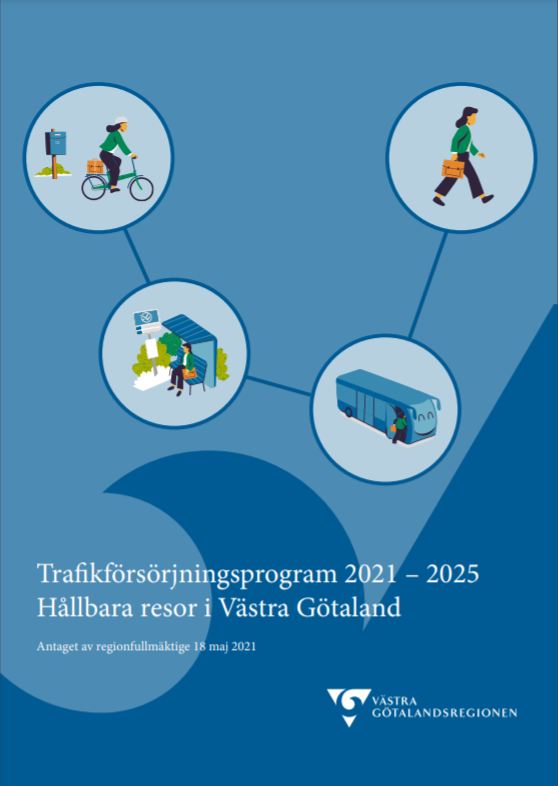 Trafikförsörjningsprogram 2021 – 2025
Hållbara resor i Västra Götaland
Antaget av regionfullmäktige 18 maj 2021
VÄSTRA
GÖTALANDSREGIONEN